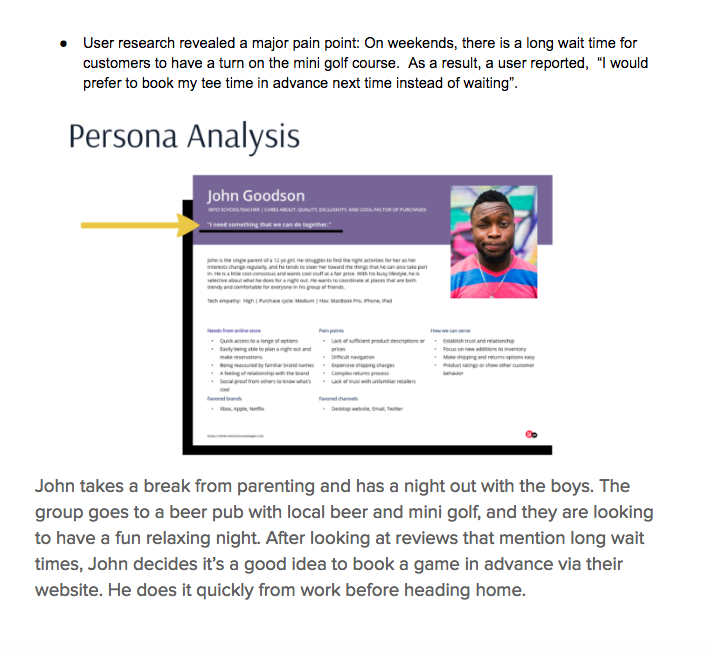 ● User research revealed a major pain point: On weekends, there is a long wait time for
customers to have a turn on the mini golf course.  As a result, a user reported,  “I would
prefer to book my tee time in advance next time instead of waiting”.
Persona Analysis
John Goodson
INTO SCHOOL TEACHER | CARES ABOUT: QUALITY, EXCLUSIVITY, AND COOL-FACTOR OF PURCHASES
"I need something that we can do together."
John is the single parent of a 12 yo girl. He struggles to find the right activities for her as her
interests change regularly, and he tends to steer her toward the things that he can also take part
in. He is a little cost-conscious and wants cool stuff at a fair price. With his busy lifestyle, he is
selective about what he does for a night out. He wants to coordinate at places that are both
trendy and comfortable for everyone in his group of friends.
Tech empathy: High | Purchase cycle: Medium | Has: MacBook Pro, iPhone, iPad
Needs from online store
• Quick access to a range of options
• Easily being able to plan a night out and
make reservations
• Being reassured by familiar brand names
• A feeling of relationship with the brand
• Social proof from others to know what's
cool
Favored brands
• Xbox, Apple, Netflix
Pain points
• Lack of sufficient product descriptions or
prices
• Difficult navigation
• Expensive shipping charges
• Complex returns process
• Lack of trust with unfamiliar retailers
Favored channels
• Desktop website, Email, Twitter
How we can serve
• Establish trust and relationship
• Focus on new additions to inventory
• Make shipping and returns options easy
• Product ratings or show other customer
behavior
John takes a break from parenting and has a night out with the boys. The
group goes to a beer pub with local beer and mini golf, and they are looking
to have a fun relaxing night. After looking at reviews that mention long wait
times, John decides it’s a good idea to book a game in advance via their
website. He does it quickly from work before heading home.